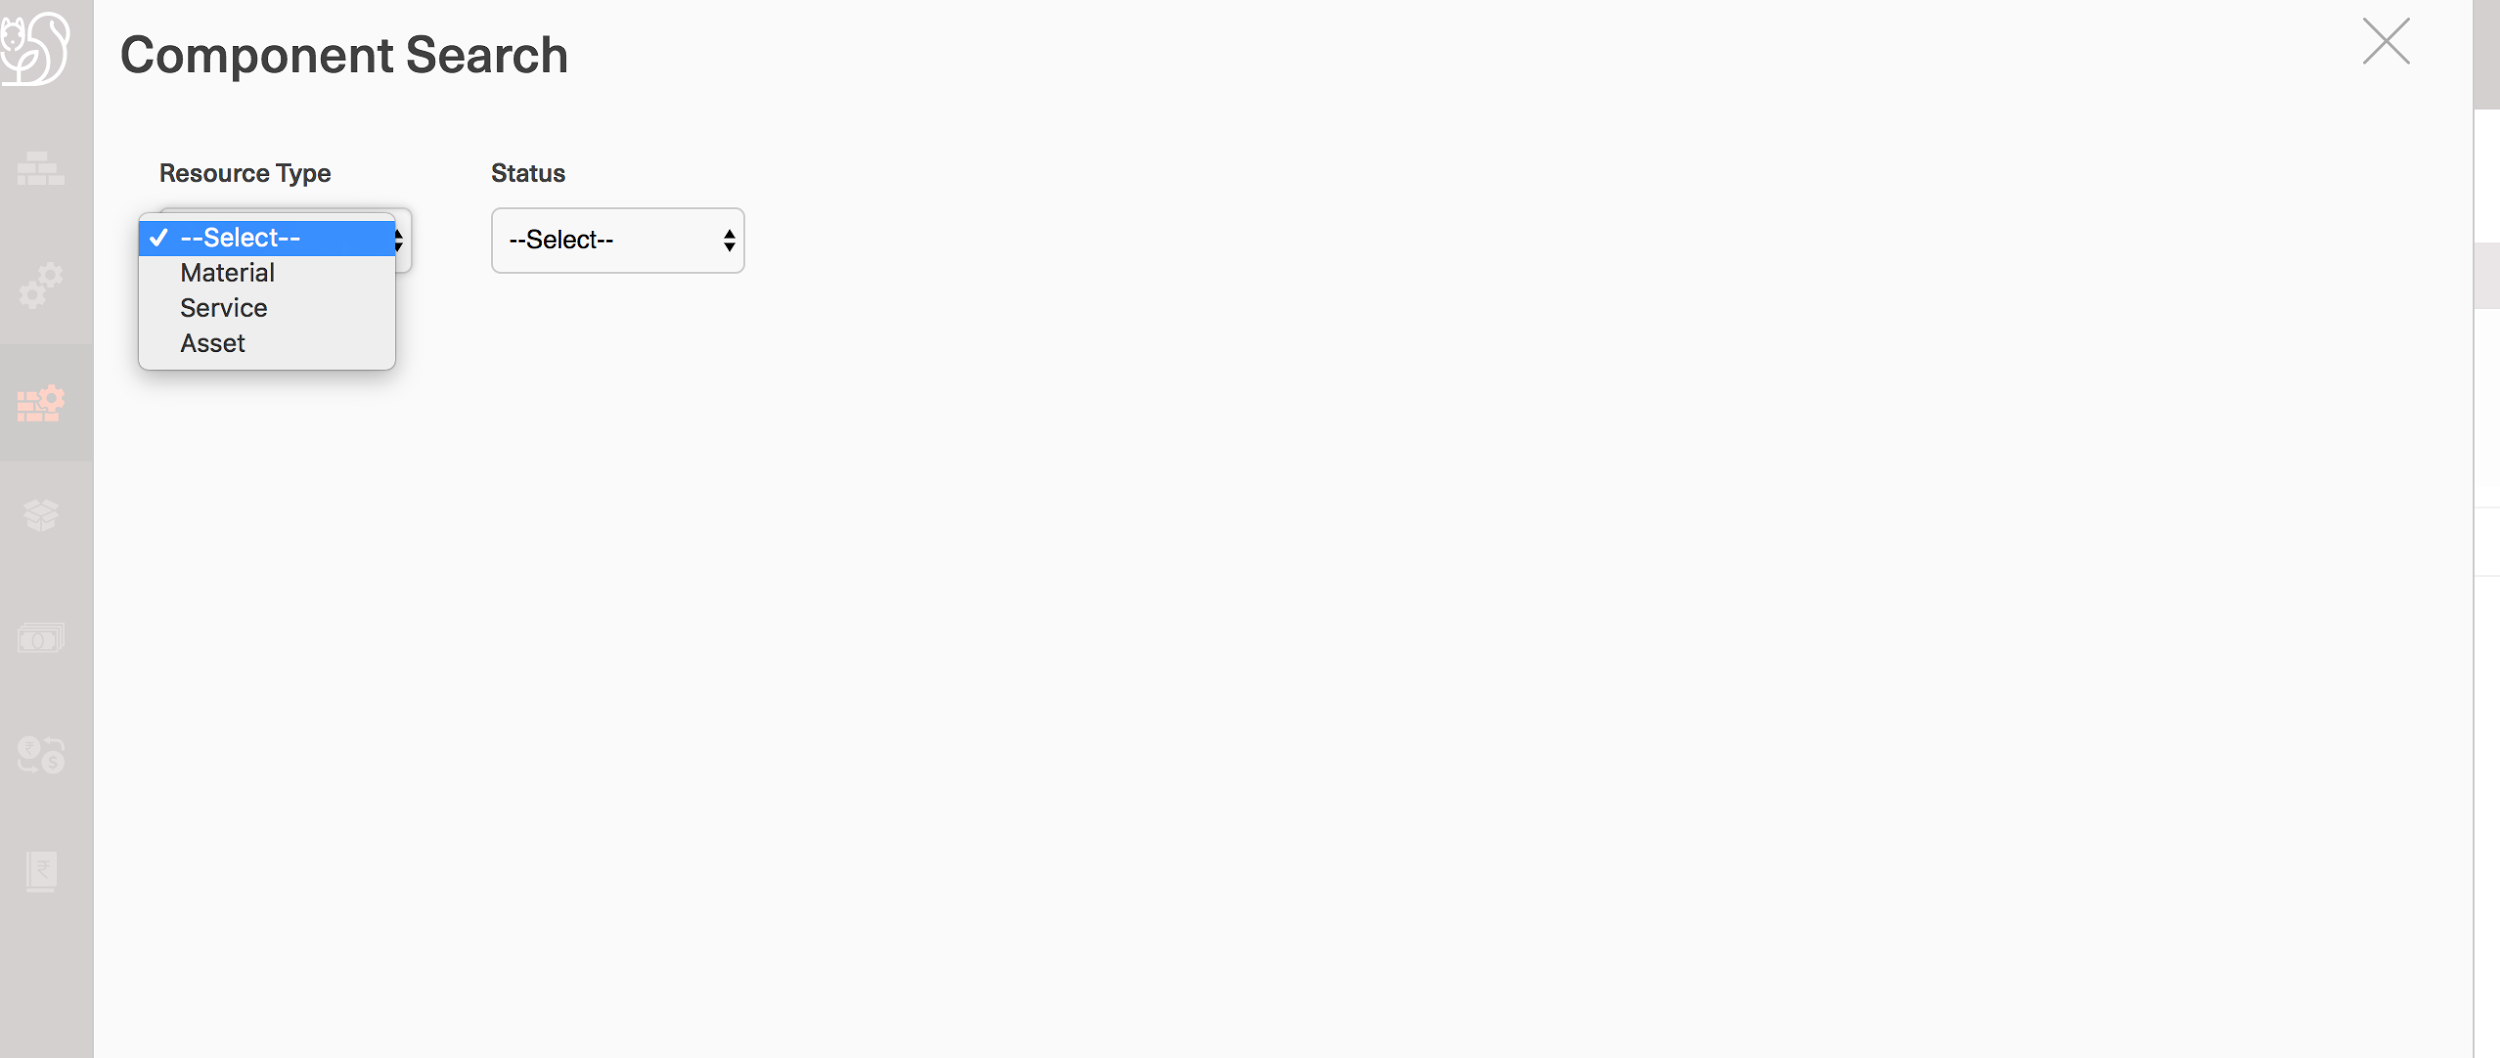 Component Search
Resource Type
Status
--Select--
Material
Service
Asset
--Select--